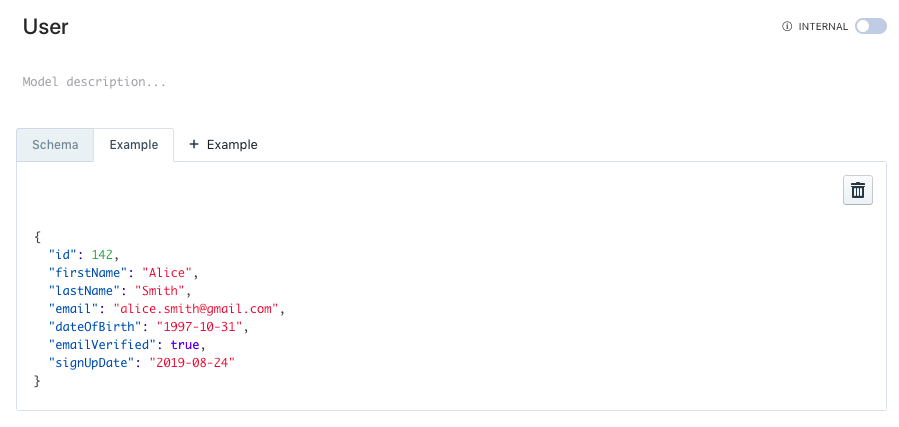 User
INTERNAL
Model description...
Schema
Example
+ Example
{
"id": 142,
"firstName": "Alice",
"lastName": "Smith",
"email": "alice.smith@gmail.com",
"dateOfBirth": "1997-10-31",
"emailVerified": true,
"signUpDate": "2019-08-24"
}